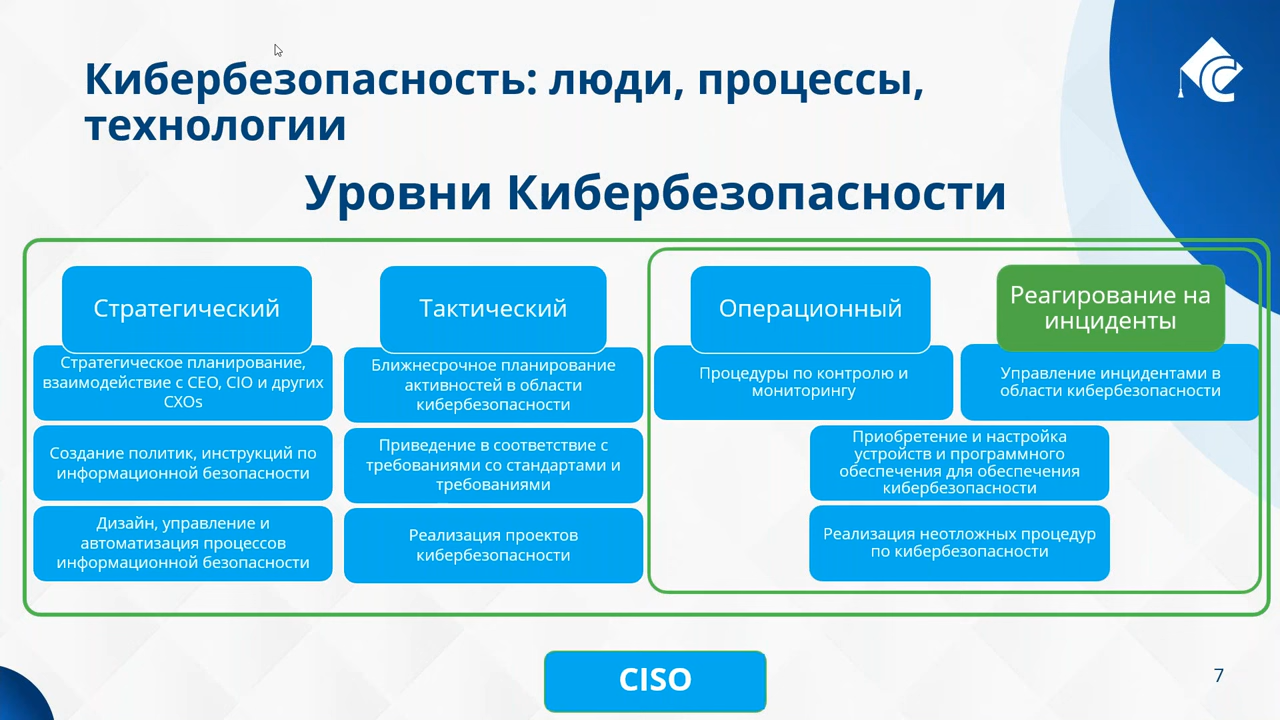 Кибербезопасность: люди, процессы,
технологии
Уровни Кибербезопасности
Стратегический
Стратегическое планирование,
взаимодействие с CEO, CIO и других
CXOs
Создание политик, инструкций по
информационной безопасности
Дизайн, управление и
автоматизация процессов
информационной безопасности
Тактический
Ближнесрочное планирование
активностей в области
кибербезопасности
Приведение в соответствие с
требованиями со стандартами и
требованиями
Реализация проектов
кибербезопасности
Операционный
Процедуры по контролю и
мониторингу
Реагирование на
инциденты
Управление инцидентами в
области кибербезопасности
Приобретение и настройка
устройств и программного
обеспечения для обеспечения
кибербезопасности
Реализация неотложных процедур
по кибербезопасности
CISO
7